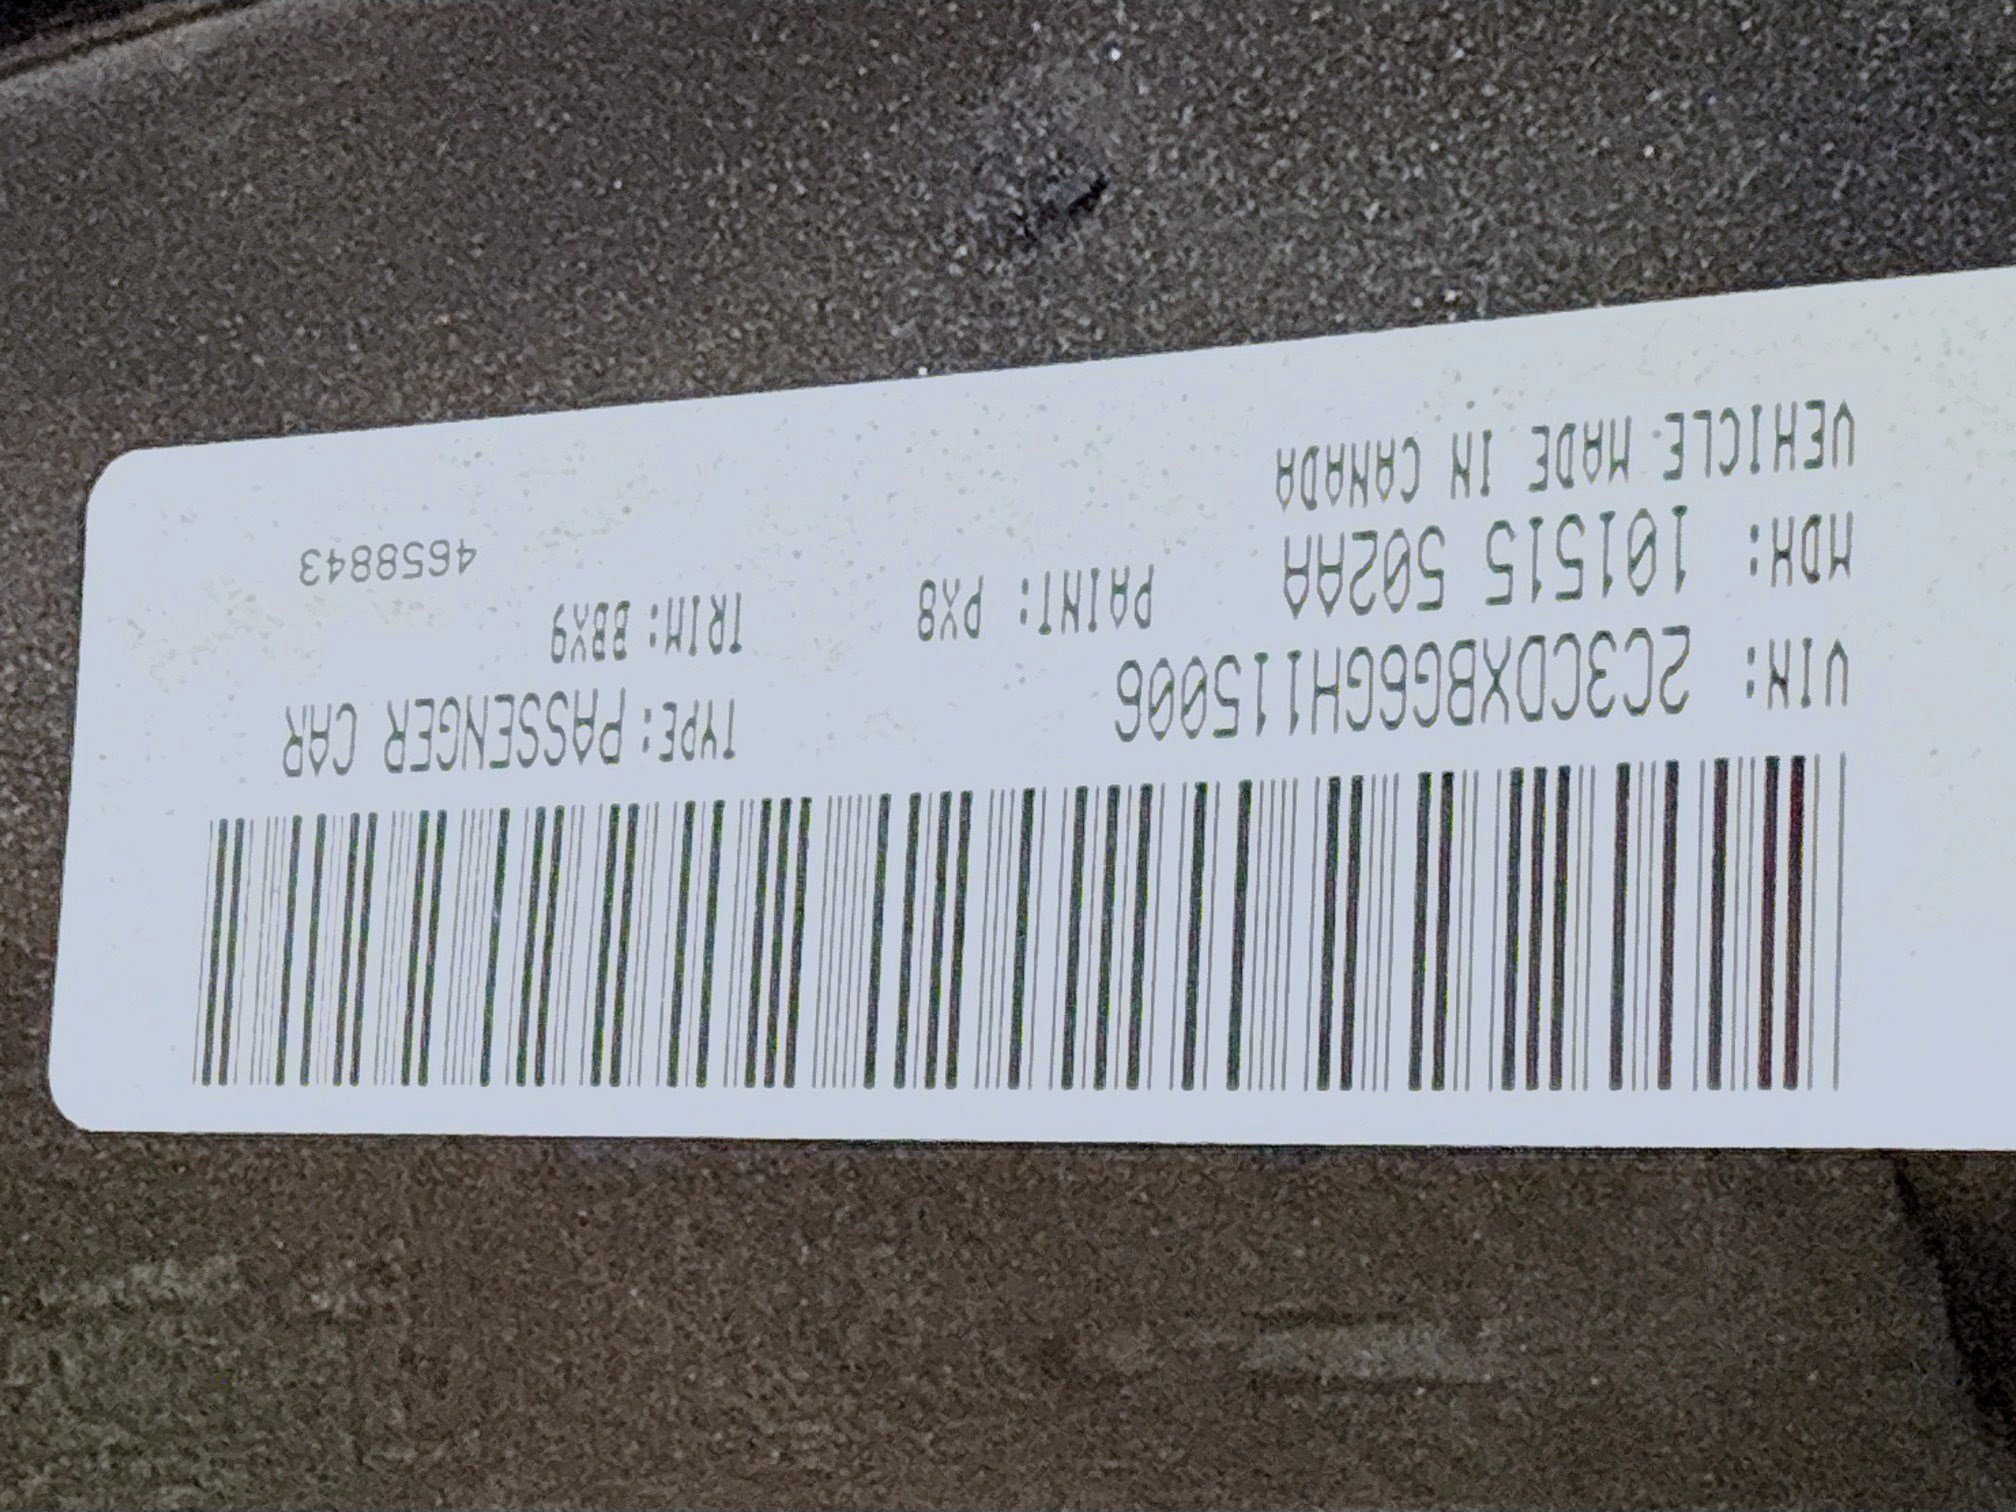 VIN: 2C3CDXBG6GH115006 TYPE: PASSENGER CAR
MDH: 101515 502AA PAINT: PX8 TRIM: BBX9
VEHICLE MADE IN CANADA 4658843